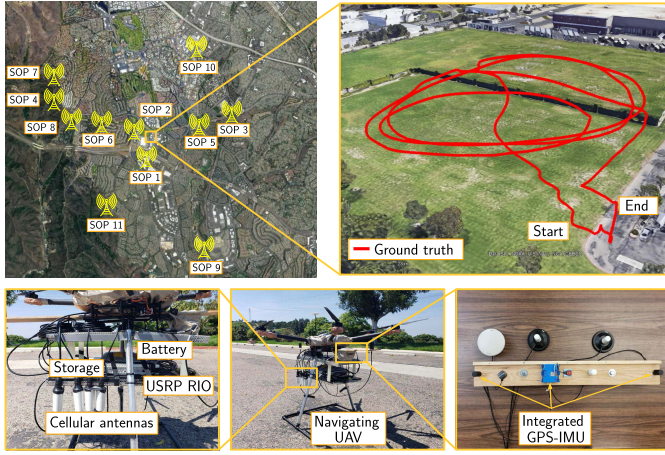 SOP 7
SOP 10
SOP 4
SOP 2
SOP 8
SOP 6
SOP 5
SOP 3
SOP 1
SOP 11
SOP 9
End
Start
Ground truth
Storage
Battery
USRP RIO
Cellular antennas
Navigating
UAV
Integrated
GPS-IMU